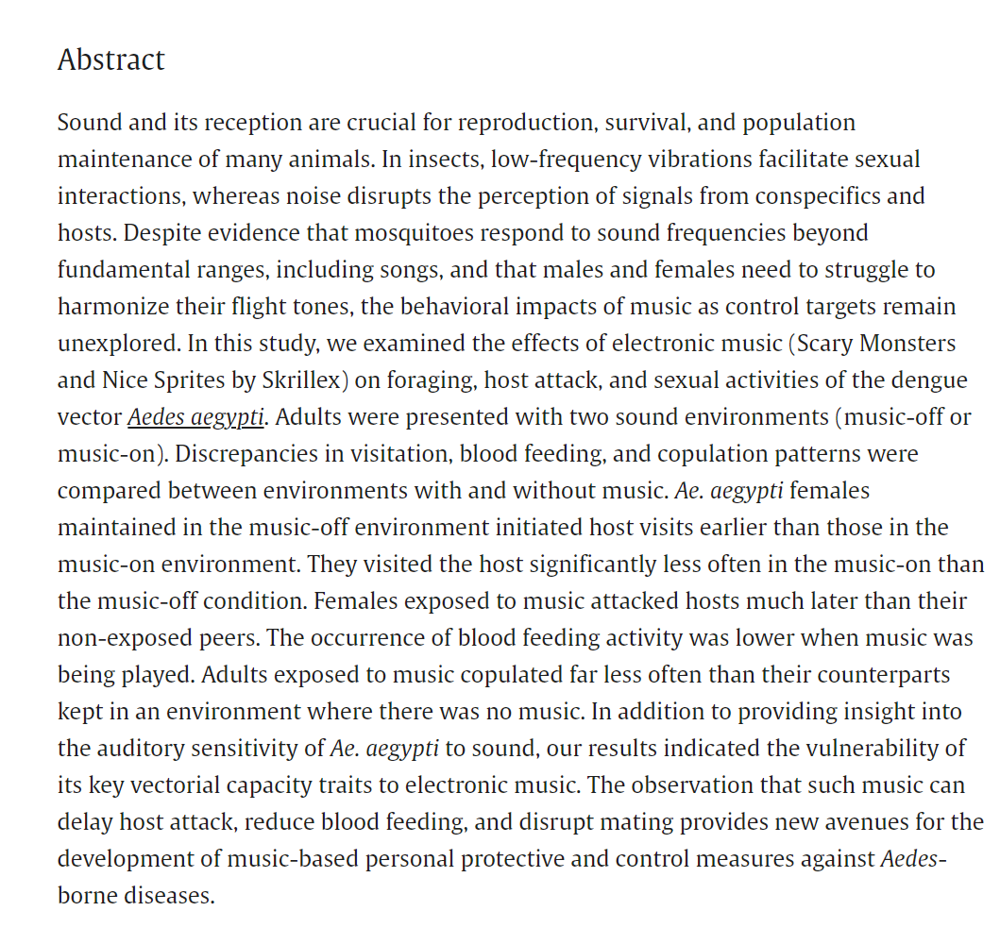 Abstract
Sound and its reception are crucial for reproduction, survival, and population
maintenance of many animals. In insects, low-frequency vibrations facilitate sexual
interactions, whereas noise disrupts the perception of signals from conspecifics and
hosts. Despite evidence that mosquitoes respond to sound frequencies beyond
fundamental ranges, including songs, and that males and females need to struggle to
harmonize their flight tones, the behavioral impacts of music as control targets remain
unexplored. In this study, we examined the effects of electronic music (Scary Monsters
and Nice Sprites by Skrillex) on foraging, host attack, and sexual activities of the dengue
vector Aedes aegypti. Adults were presented with two sound environments (music-off or
music-on). Discrepancies in visitation, blood feeding, and copulation patterns were
compared between environments with and without music. Ae. aegypti females
maintained in the music-off environment initiated host visits earlier than those in the
music-on environment. They visited the host significantly less often in the music-on than
the music-off condition. Females exposed to music attacked hosts much later than their
non-exposed peers. The occurrence of blood feeding activity was lower when music was
being played. Adults exposed to music copulated far less often than their counterparts
kept in an environment where there was no music. In addition to providing insight into
the auditory sensitivity of Ae. aegypti to sound, our results indicated the vulnerability of
its key vectorial capacity traits to electronic music. The observation that such music can
delay host attack, reduce blood feeding, and disrupt mating provides new avenues for the
development of music-based personal protective and control measures against Aedes-
borne diseases.